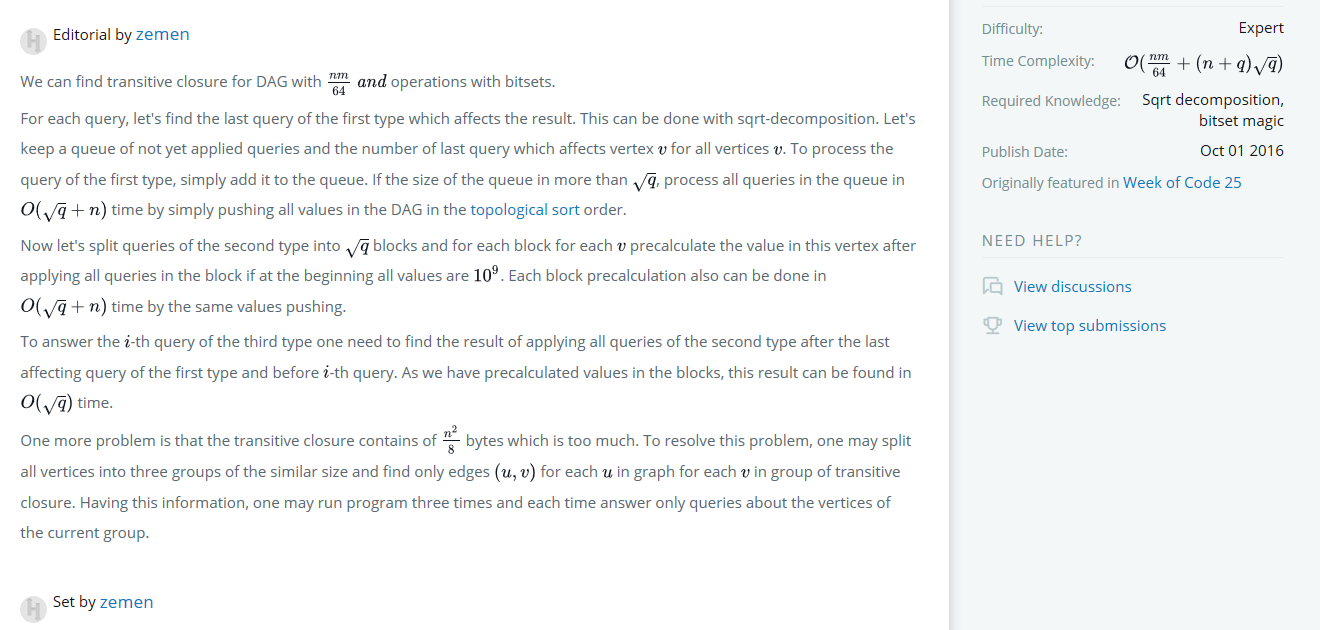 Editorial by zemen
We can find transitive closure for DAG with nm/64 and operations with bitsets.
For each query, let's find the last query of the first type which affects the result. This can be done with sqrt-decomposition. Let's
keep a queue of not yet applied queries and the number of last query which affects vertex v for all vertices v. To process the
query of the first type, simply add it to the queue. If the size of the queue in more than √q, process all queries in the queue in
O(√q + n) time by simply pushing all values in the DAG in the topological sort order.
Now let's split queries of the second type into √q blocks and for each block for each v precalculate the value in this vertex after
applying all queries in the block if at the beginning all values are 10⁹. Each block precalculation also can be done in
O(√q + n) time by the same values pushing.
To answer the i-th query of the third type one need to find the result of applying all queries of the second type after the last
affecting query of the first type and before i-th query. As we have precalculated values in the blocks, this result can be found in
O(√q) time.
One more problem is that the transitive closure contains of n²/8 bytes which is too much. To resolve this problem, one may split
all vertices into three groups of the similar size and find only edges (u, v) for each u in graph for each v in group of transitive
closure. Having this information, one may run program three times and each time answer only queries about the vertices of
the current group.
Set by zemen
Difficulty: Expert
Time Complexity: O(nm/64 + (n + q)√q)
Required Knowledge: Sqrt decomposition,
bitset magic
Publish Date: Oct 01 2016
Originally featured in Week of Code 25
NEED HELP?
View discussions
View top submissions